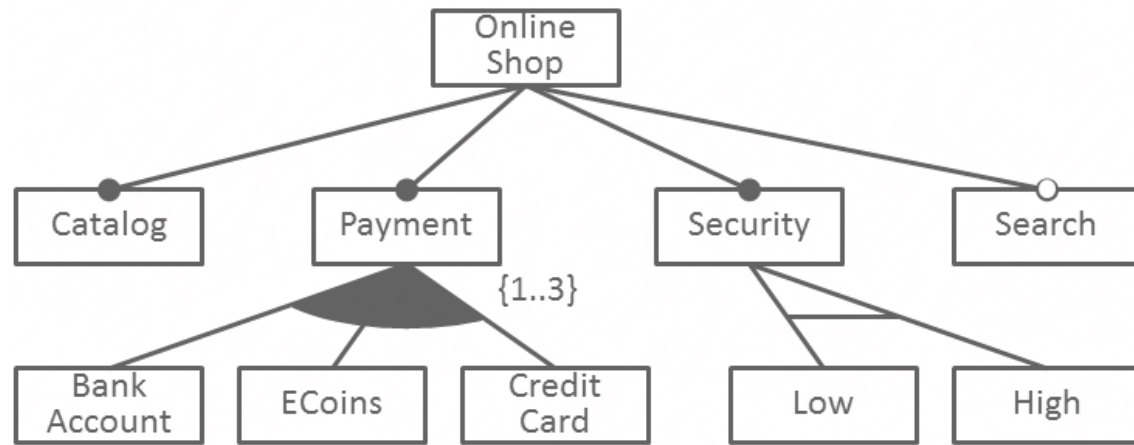 Online
Shop
Catalog
Payment
Security
Search
{1..3}
Bank
Account
ECoins
Credit
Card
Low
High